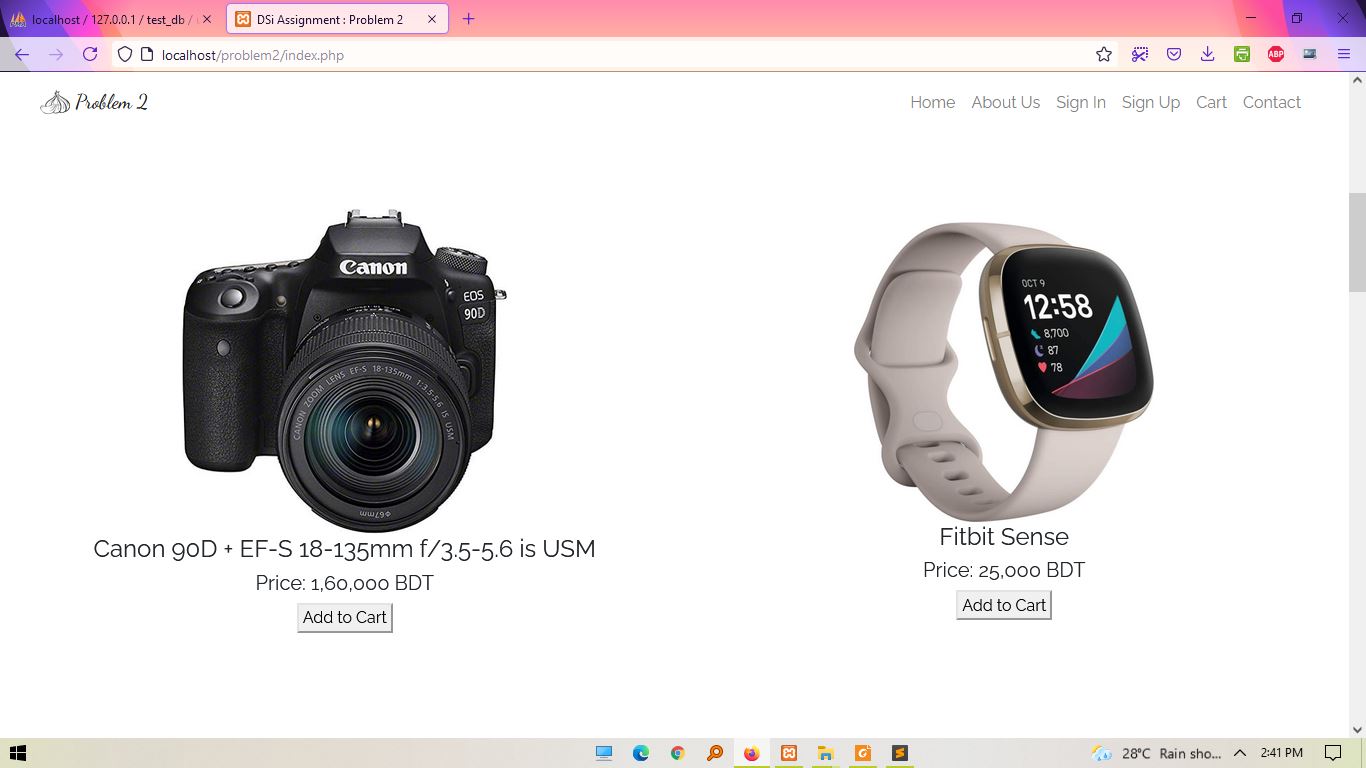 localhost / 127.0.0.1 / test_db /
DSi Assignment : Problem 2
localhost/problem2/index.php
ABP
Problem 2
Home About Us Sign In Sign Up Cart Contact
Canon
EOS
90D
CANON ZOOM LENS EF-S 18-135mm 1:3.5-5.6 IS USM
φ67mm
OCT 9
12:58
8,700
87
78
Canon 90D + EF-S 18-135mm f/3.5-5.6 is USM
Price: 1,60,000 BDT
Add to Cart
Fitbit Sense
Price: 25,000 BDT
Add to Cart
28°C Rain sho...
2:41 PM